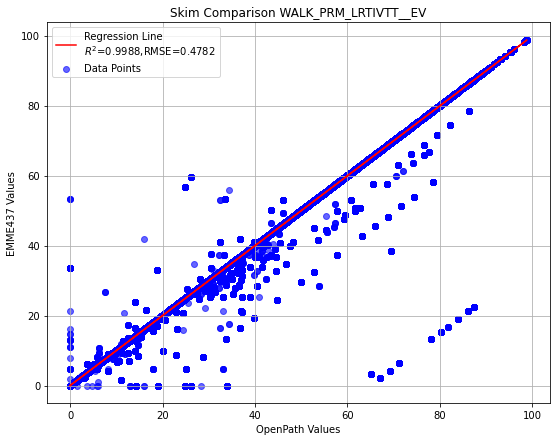 Skim Comparison WALK_PRM_LRTIVTT__EV
Regression Line
R²=0.9988,RMSE=0.4782
Data Points
100
80
60
40
20
0
EMME437 Values
0 20 40 60 80 100
OpenPath Values